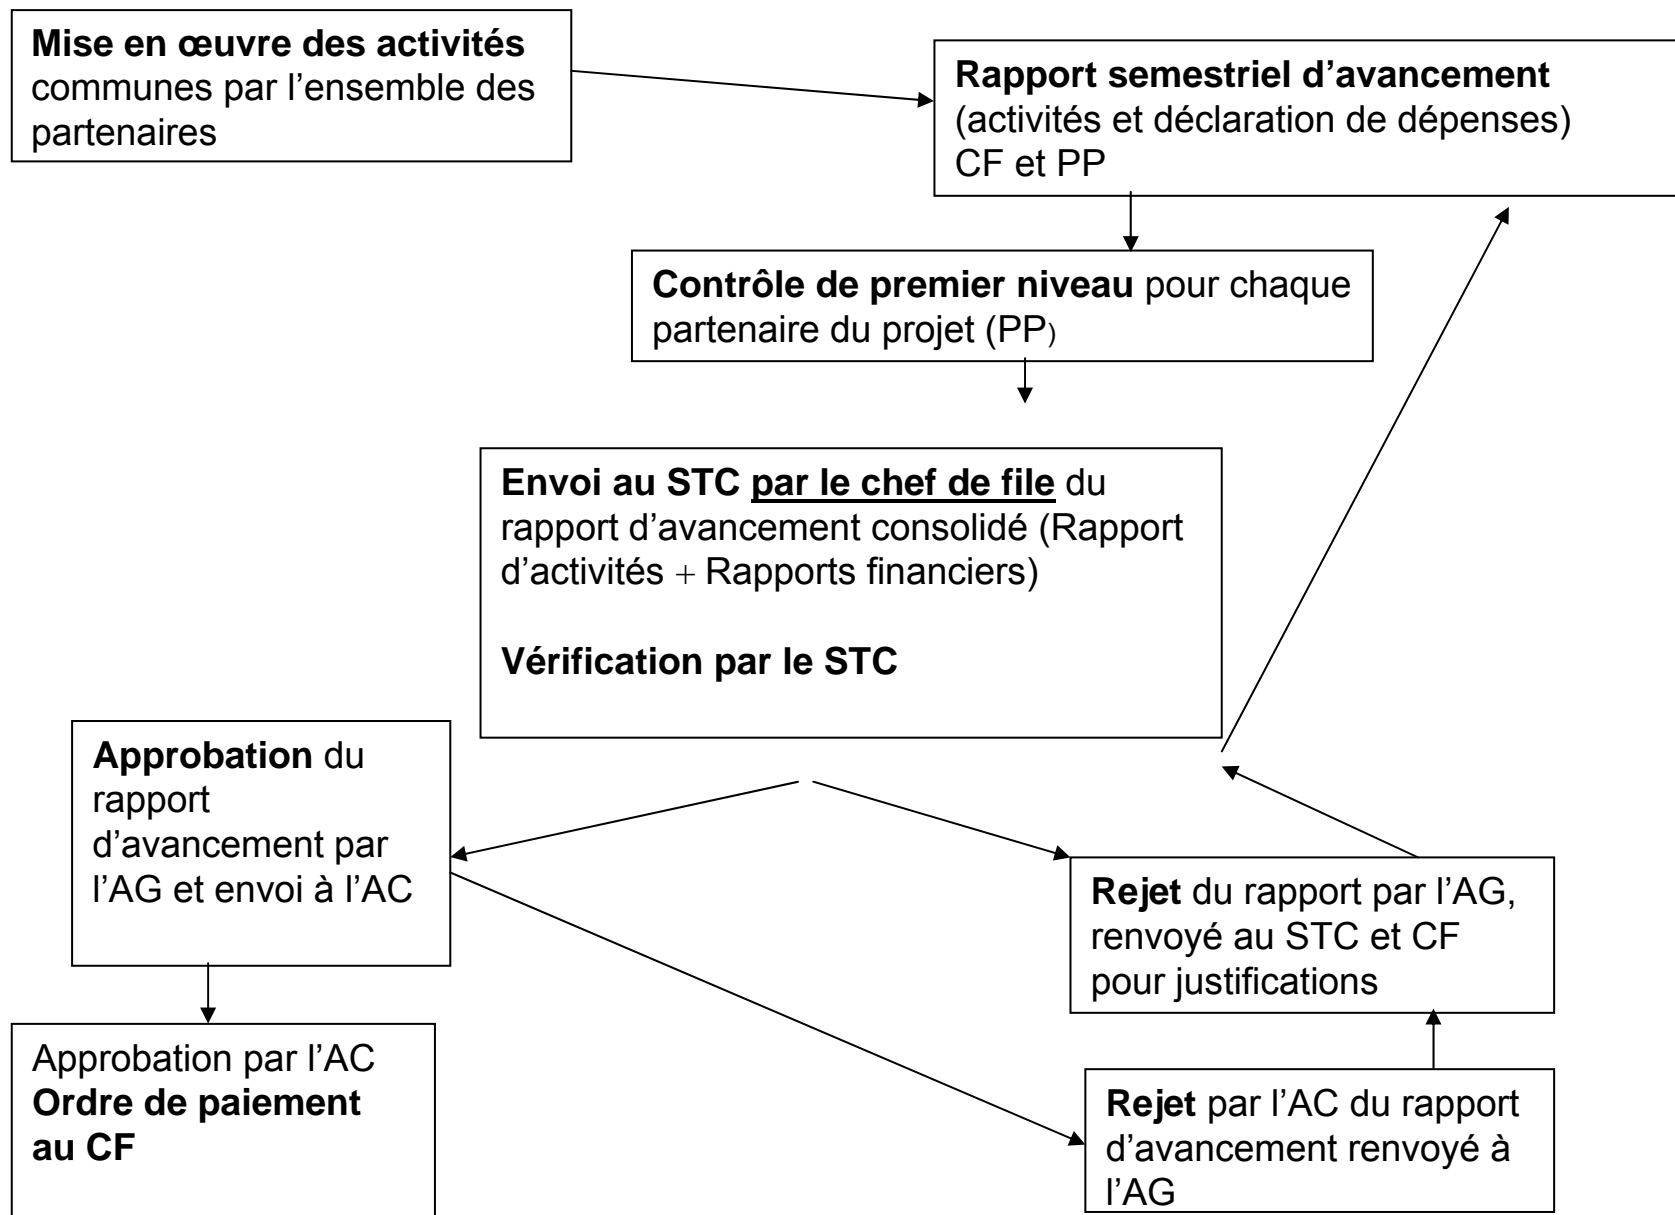 Mise en œuvre des activités
communes par l’ensemble des
partenaires
Rapport semestriel d’avancement
(activités et déclaration de dépenses)
CF et PP
Contrôle de premier niveau pour chaque
partenaire du projet (PP)
Envoi au STC par le chef de file du
rapport d’avancement consolidé (Rapport
d’activités + Rapports financiers)
Vérification par le STC
Approbation du
rapport
d’avancement par
l’AG et envoi à l’AC
Rejet du rapport par l’AG,
renvoyé au STC et CF
pour justifications
Approbation par l’AC
Ordre de paiement
au CF
Rejet par l’AC du rapport
d’avancement renvoyé à
l’AG